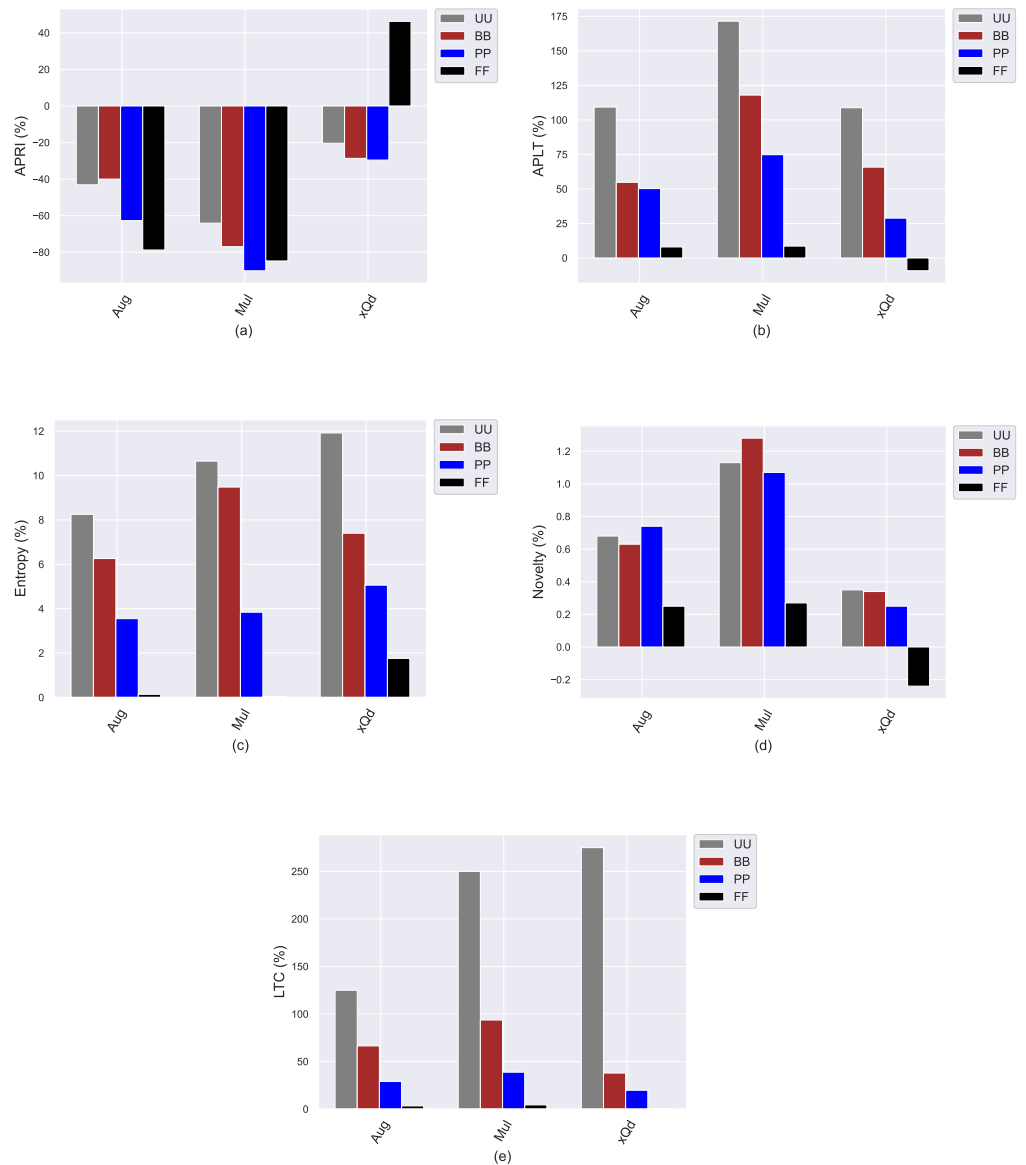 APRI (%)
40
20
0
−20
−40
−60
−80
Aug
Mul
xQd
(a)
UU
BB
PP
FF
APLT (%)
175
150
125
100
75
50
25
0
Aug
Mul
xQd
(b)
UU
BB
PP
FF
Entropy (%)
12
10
8
6
4
2
0
Aug
Mul
xQd
(c)
UU
BB
PP
FF
Novelty (%)
1.2
1.0
0.8
0.6
0.4
0.2
0.0
−0.2
Aug
Mul
xQd
(d)
UU
BB
PP
FF
LTC (%)
250
200
150
100
50
0
Aug
Mul
xQd
(e)
UU
BB
PP
FF